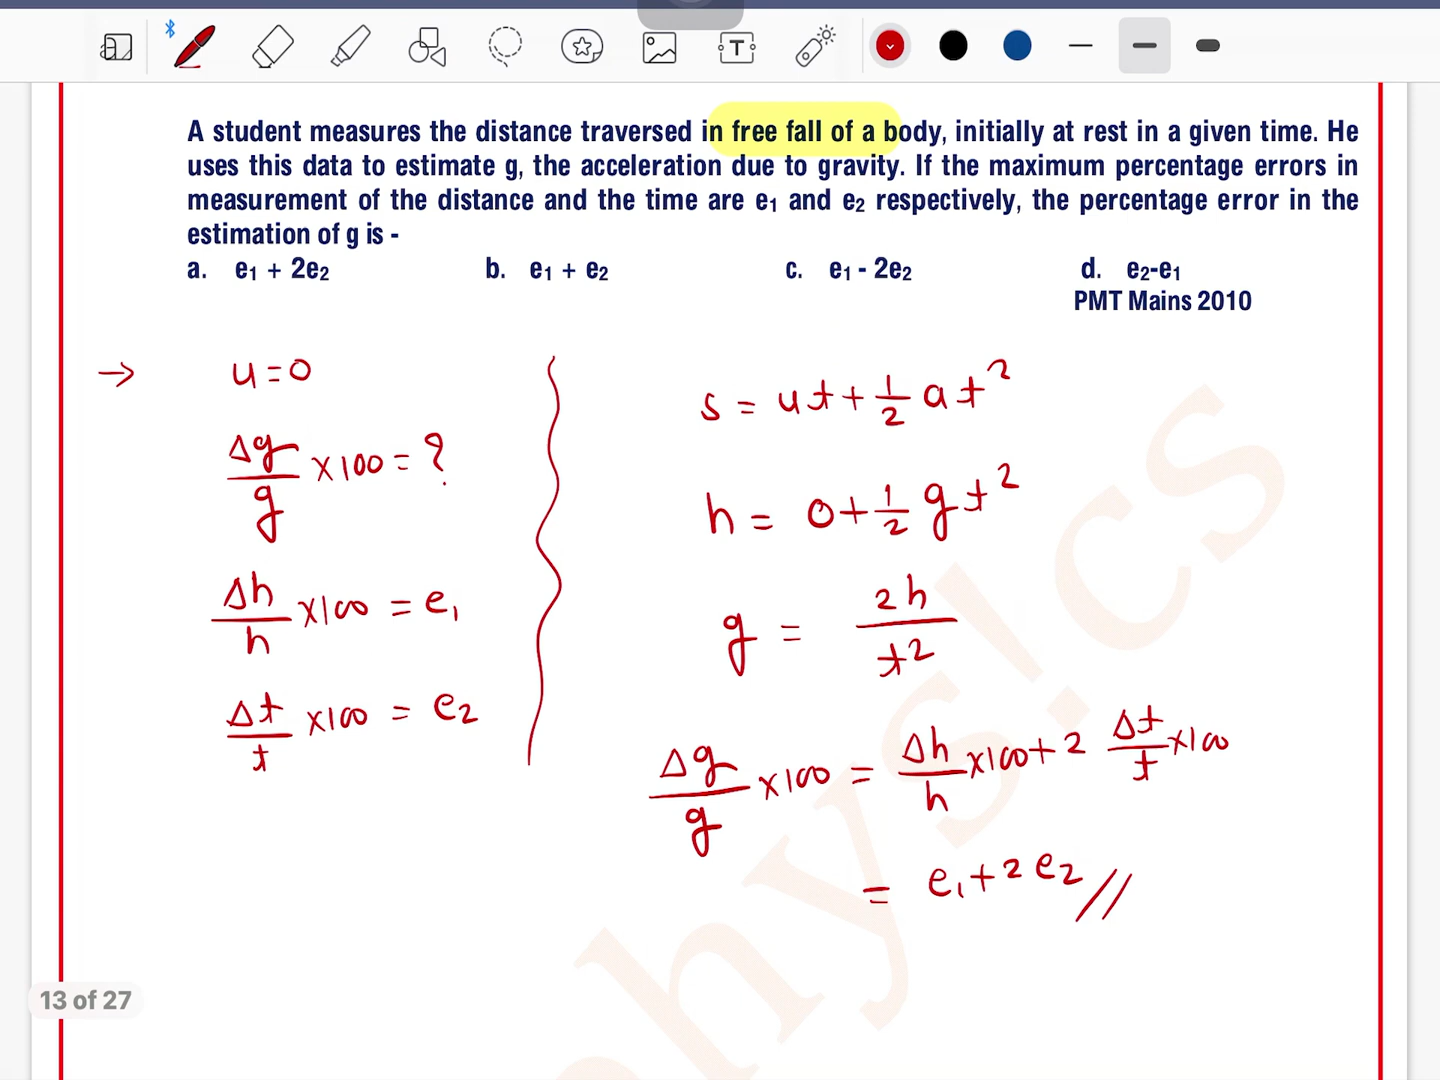 A student measures the distance traversed in free fall of a body, initially at rest in a given time. He
uses this data to estimate g, the acceleration due to gravity. If the maximum percentage errors in
measurement of the distance and the time are e₁ and e₂ respectively, the percentage error in the
estimation of g is -
a. e₁ + 2e₂ b. e₁ + e₂ c. e₁ - 2e₂ d. e₂-e₁
PMT Mains 2010
→ u=0
Δg/g ×100 = ?
Δh/h ×100 = e₁
Δt/t ×100 = e₂
s = ut + 1/2 at²
h = 0 + 1/2 gt²
g = 2h/t²
Δg/g ×100 = Δh/h ×100 + 2 Δt/t ×100
= e₁ + 2e₂ //
13 of 27
phys!cs
T